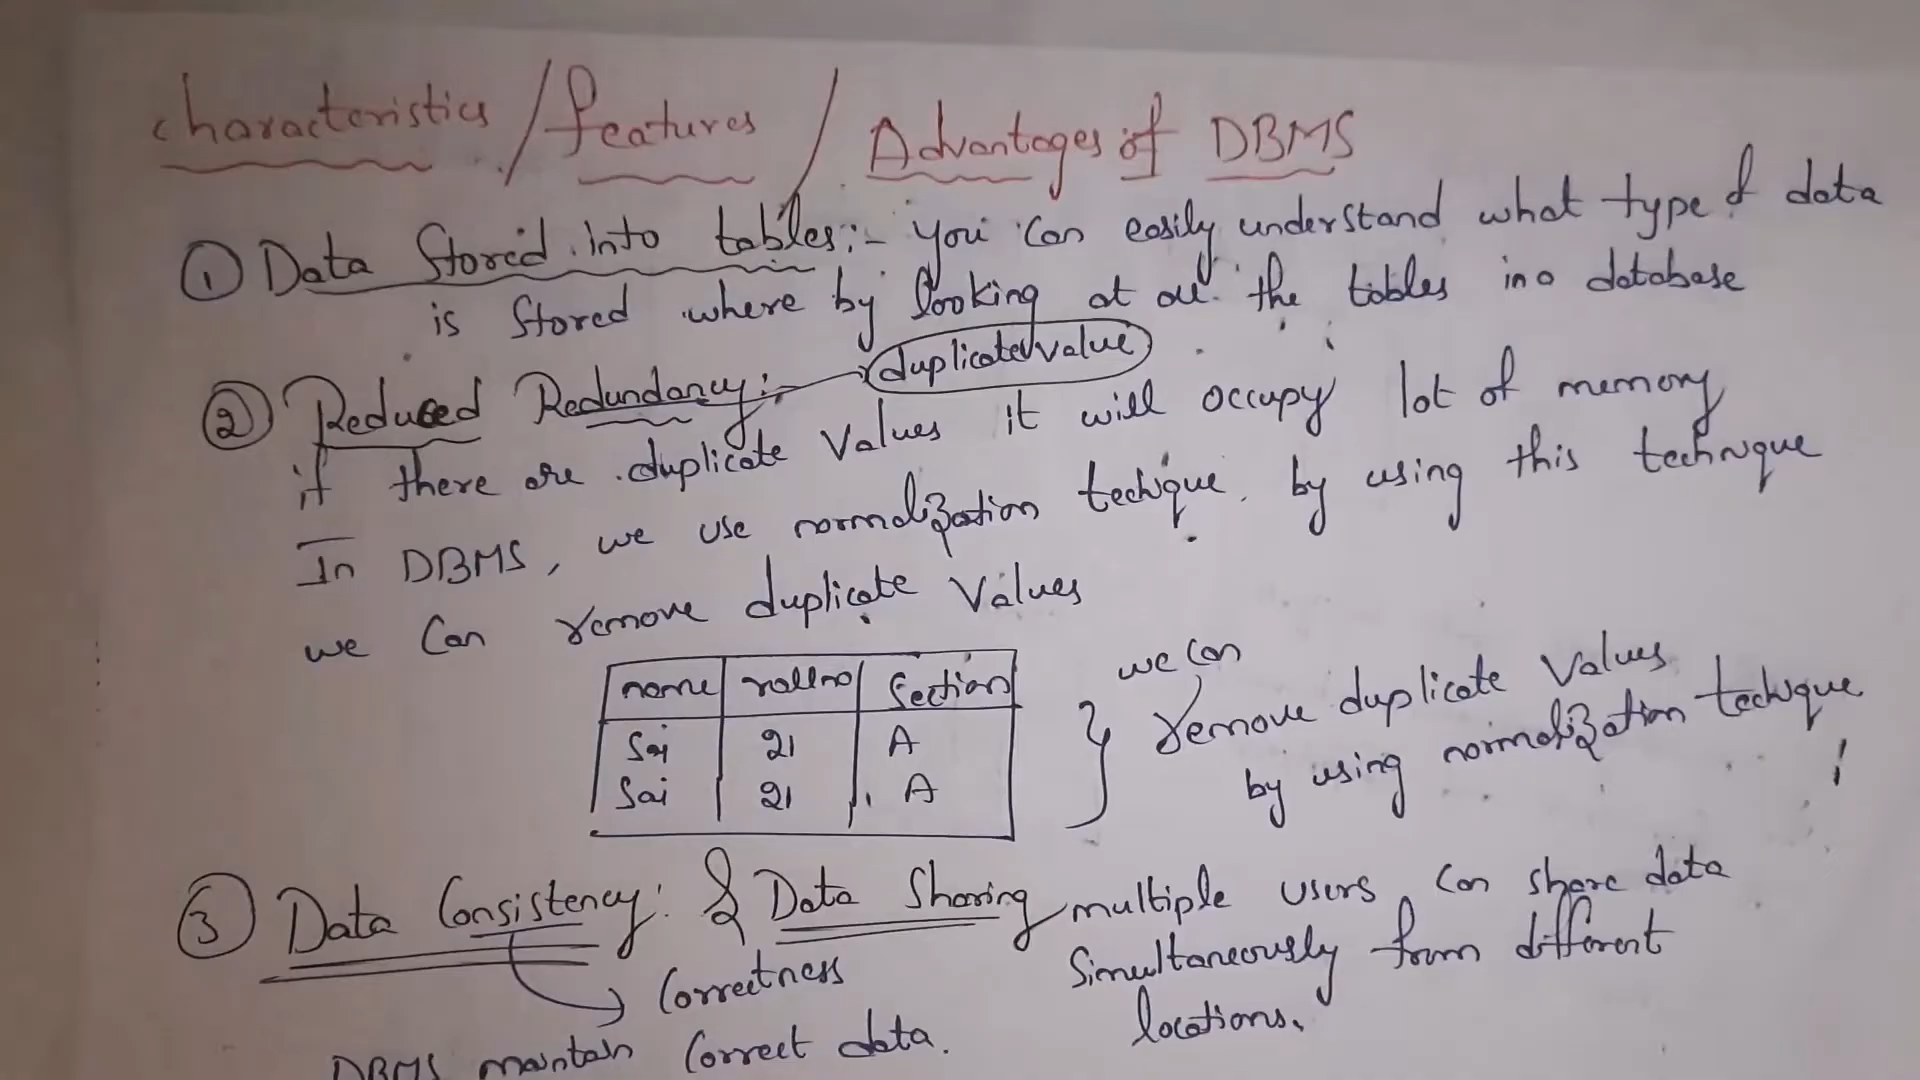 Characteristics / features / Advantages of DBMS
① Data Stored into tables:- you can easily understand what type of data
is stored where by looking at all the tables in a database
② Reduced Redundancy:- duplicate value
if there are duplicate values it will occupy lot of memory
In DBMS, we use normalization techique. by using this technique
we can remove duplicate values
name rollno Section
Sai 21 A
Sai 21 A
we can
remove duplicate values
by using normalization techique
③ Data Consistency: & Data Sharing multiple users can share data
simultaneously from different
locations.
Correctness
DBMS maintain correct data.